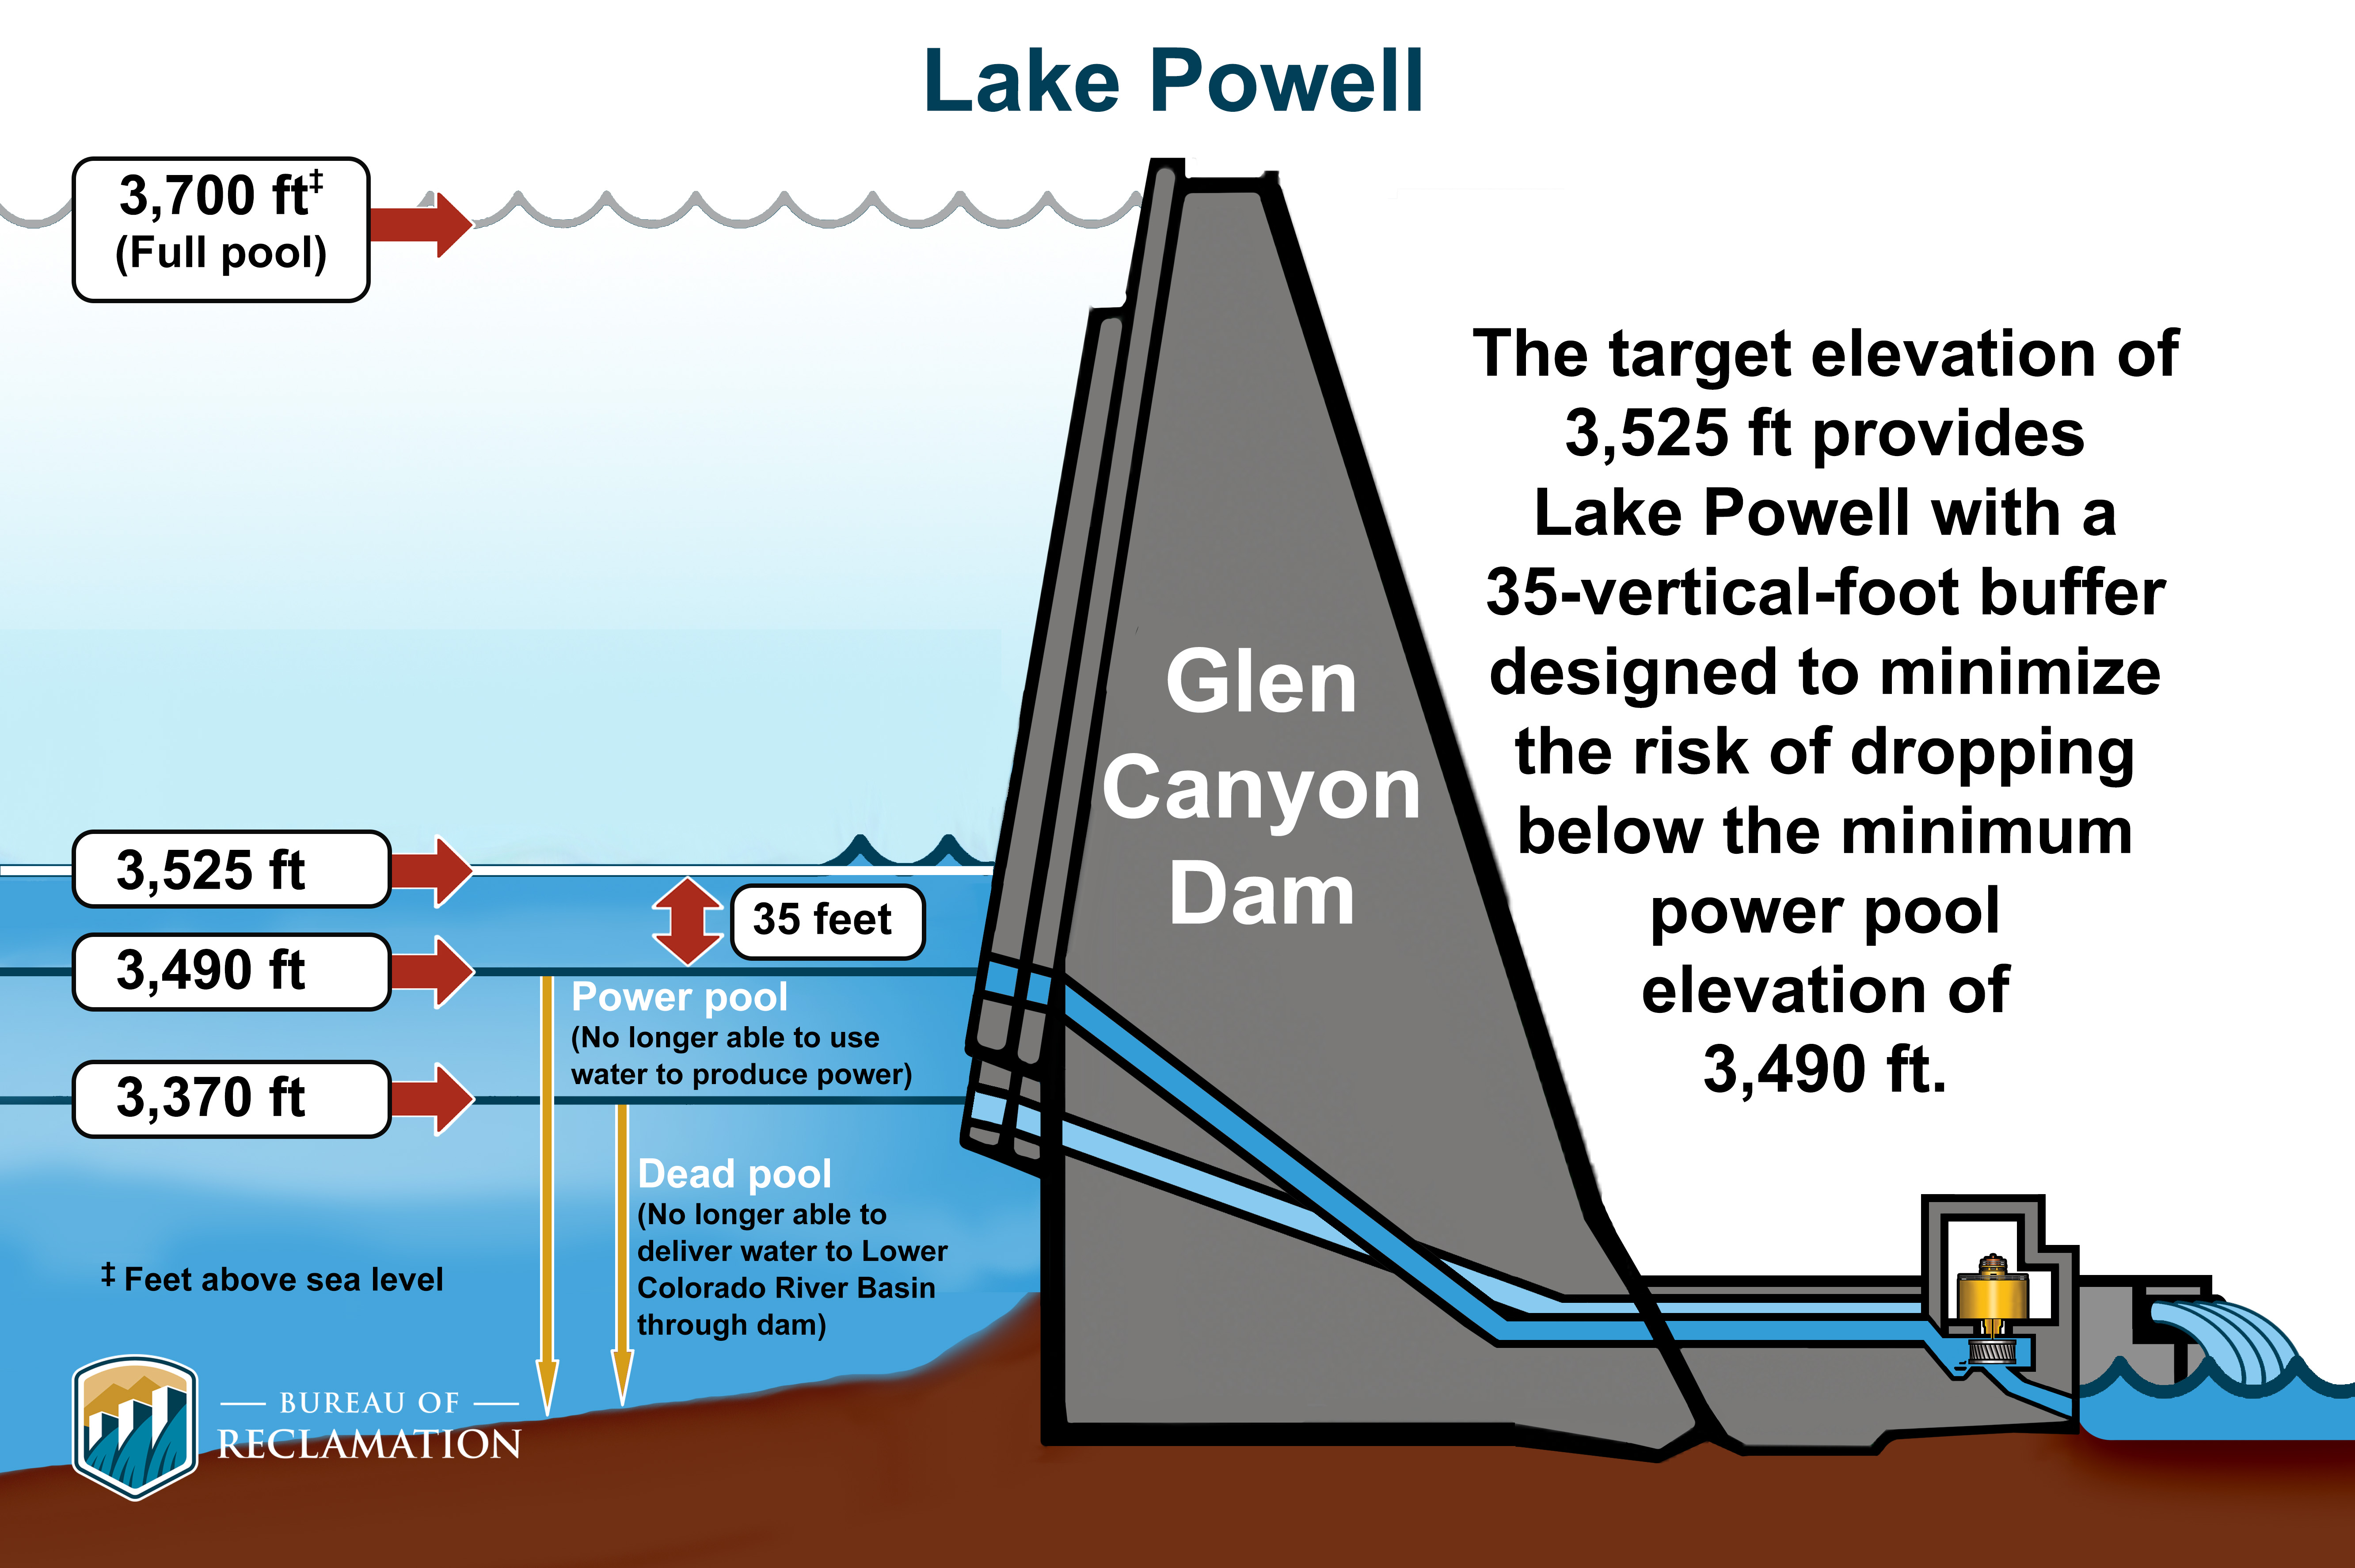 Lake Powell
3,700 ft‡
(Full pool)
The target elevation of
3,525 ft provides
Lake Powell with a
35-vertical-foot buffer
designed to minimize
the risk of dropping
below the minimum
power pool
elevation of
3,490 ft.
Glen
Canyon
Dam
3,525 ft
35 feet
3,490 ft
Power pool
(No longer able to use
water to produce power)
3,370 ft
Dead pool
(No longer able to
deliver water to Lower
Colorado River Basin
through dam)
‡ Feet above sea level
BUREAU OF
RECLAMATION